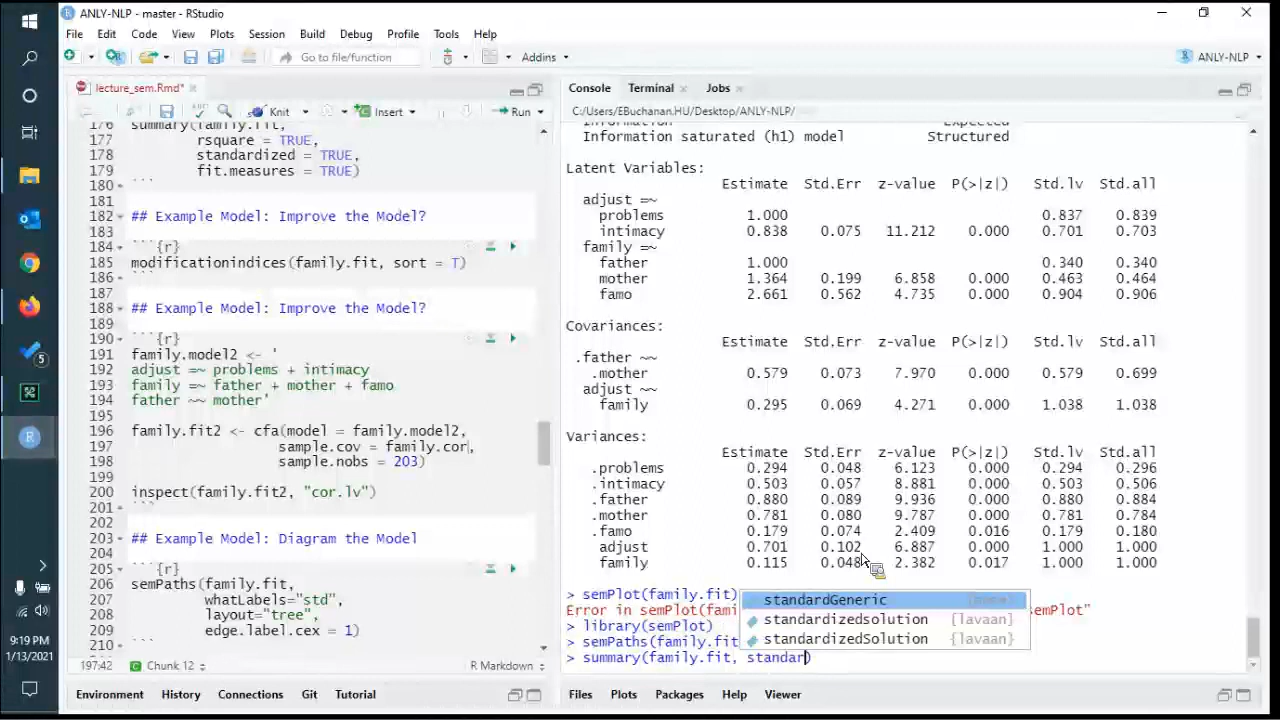 ANLY-NLP - master - RStudio
File Edit Code View Plots Session Build Debug Profile Tools Help
Go to file/function
Addins
ANLY-NLP
lecture_sem.Rmd*
Knit
Insert
Run
176 summary(family.fit,
177 rsquare = TRUE,
178 standardized = TRUE,
179 fit.measures = TRUE)
180 ```
181
182 ## Example Model: Improve the Model?
183
184 ```{r}
185 modificationindices(family.fit, sort = T)
186 ```
187
188 ## Example Model: Improve the Model?
189
190 ```{r}
191 family.model2 <- '
192 adjust =~ problems + intimacy
193 family =~ father + mother + famo
194 father ~~ mother'
195
196 family.fit2 <- cfa(model = family.model2,
197 sample.cov = family.cor,
198 sample.nobs = 203)
199
200 inspect(family.fit2, "cor.lv")
201 ```
202
203 ## Example Model: Diagram the Model
204
205 ```{r}
206 semPaths(family.fit,
207 whatLabels="std",
208 layout="tree",
209 edge.label.cex = 1)
210 ```
197:42 Chunk 12 R Markdown
Environment History Connections Git Tutorial
Console Terminal Jobs
C:/Users/EBuchanan.HU/Desktop/ANLY-NLP/
Information Expected
Information saturated (h1) model Structured
Latent Variables:
Estimate Std.Err z-value P(>|z|) Std.lv Std.all
adjust =~
problems 1.000 0.837 0.839
intimacy 0.838 0.075 11.212 0.000 0.701 0.703
family =~
father 1.000 0.340 0.340
mother 1.364 0.199 6.858 0.000 0.463 0.464
famo 2.661 0.562 4.735 0.000 0.904 0.906
Covariances:
Estimate Std.Err z-value P(>|z|) Std.lv Std.all
.father ~~
.mother 0.579 0.073 7.970 0.000 0.579 0.699
adjust ~~
family 0.295 0.069 4.271 0.000 1.038 1.038
Variances:
Estimate Std.Err z-value P(>|z|) Std.lv Std.all
.problems 0.294 0.048 6.123 0.000 0.294 0.296
.intimacy 0.503 0.057 8.881 0.000 0.503 0.506
.father 0.880 0.089 9.936 0.000 0.880 0.884
.mother 0.781 0.080 9.787 0.000 0.781 0.784
.famo 0.179 0.074 2.409 0.016 0.179 0.180
adjust 0.701 0.102 6.887 0.000 1.000 1.000
family 0.115 0.048 2.382 0.017 1.000 1.000
> semPlot(family.fit)
Error in semPlot(fami semPlot"
> library(semPlot)
> semPaths(family.fit
> summary(family.fit, standar)
standardGeneric
standardizedsolution {lavaan}
standardizedSolution {lavaan}
Files Plots Packages Help Viewer
5
9:19 PM
1/13/2021